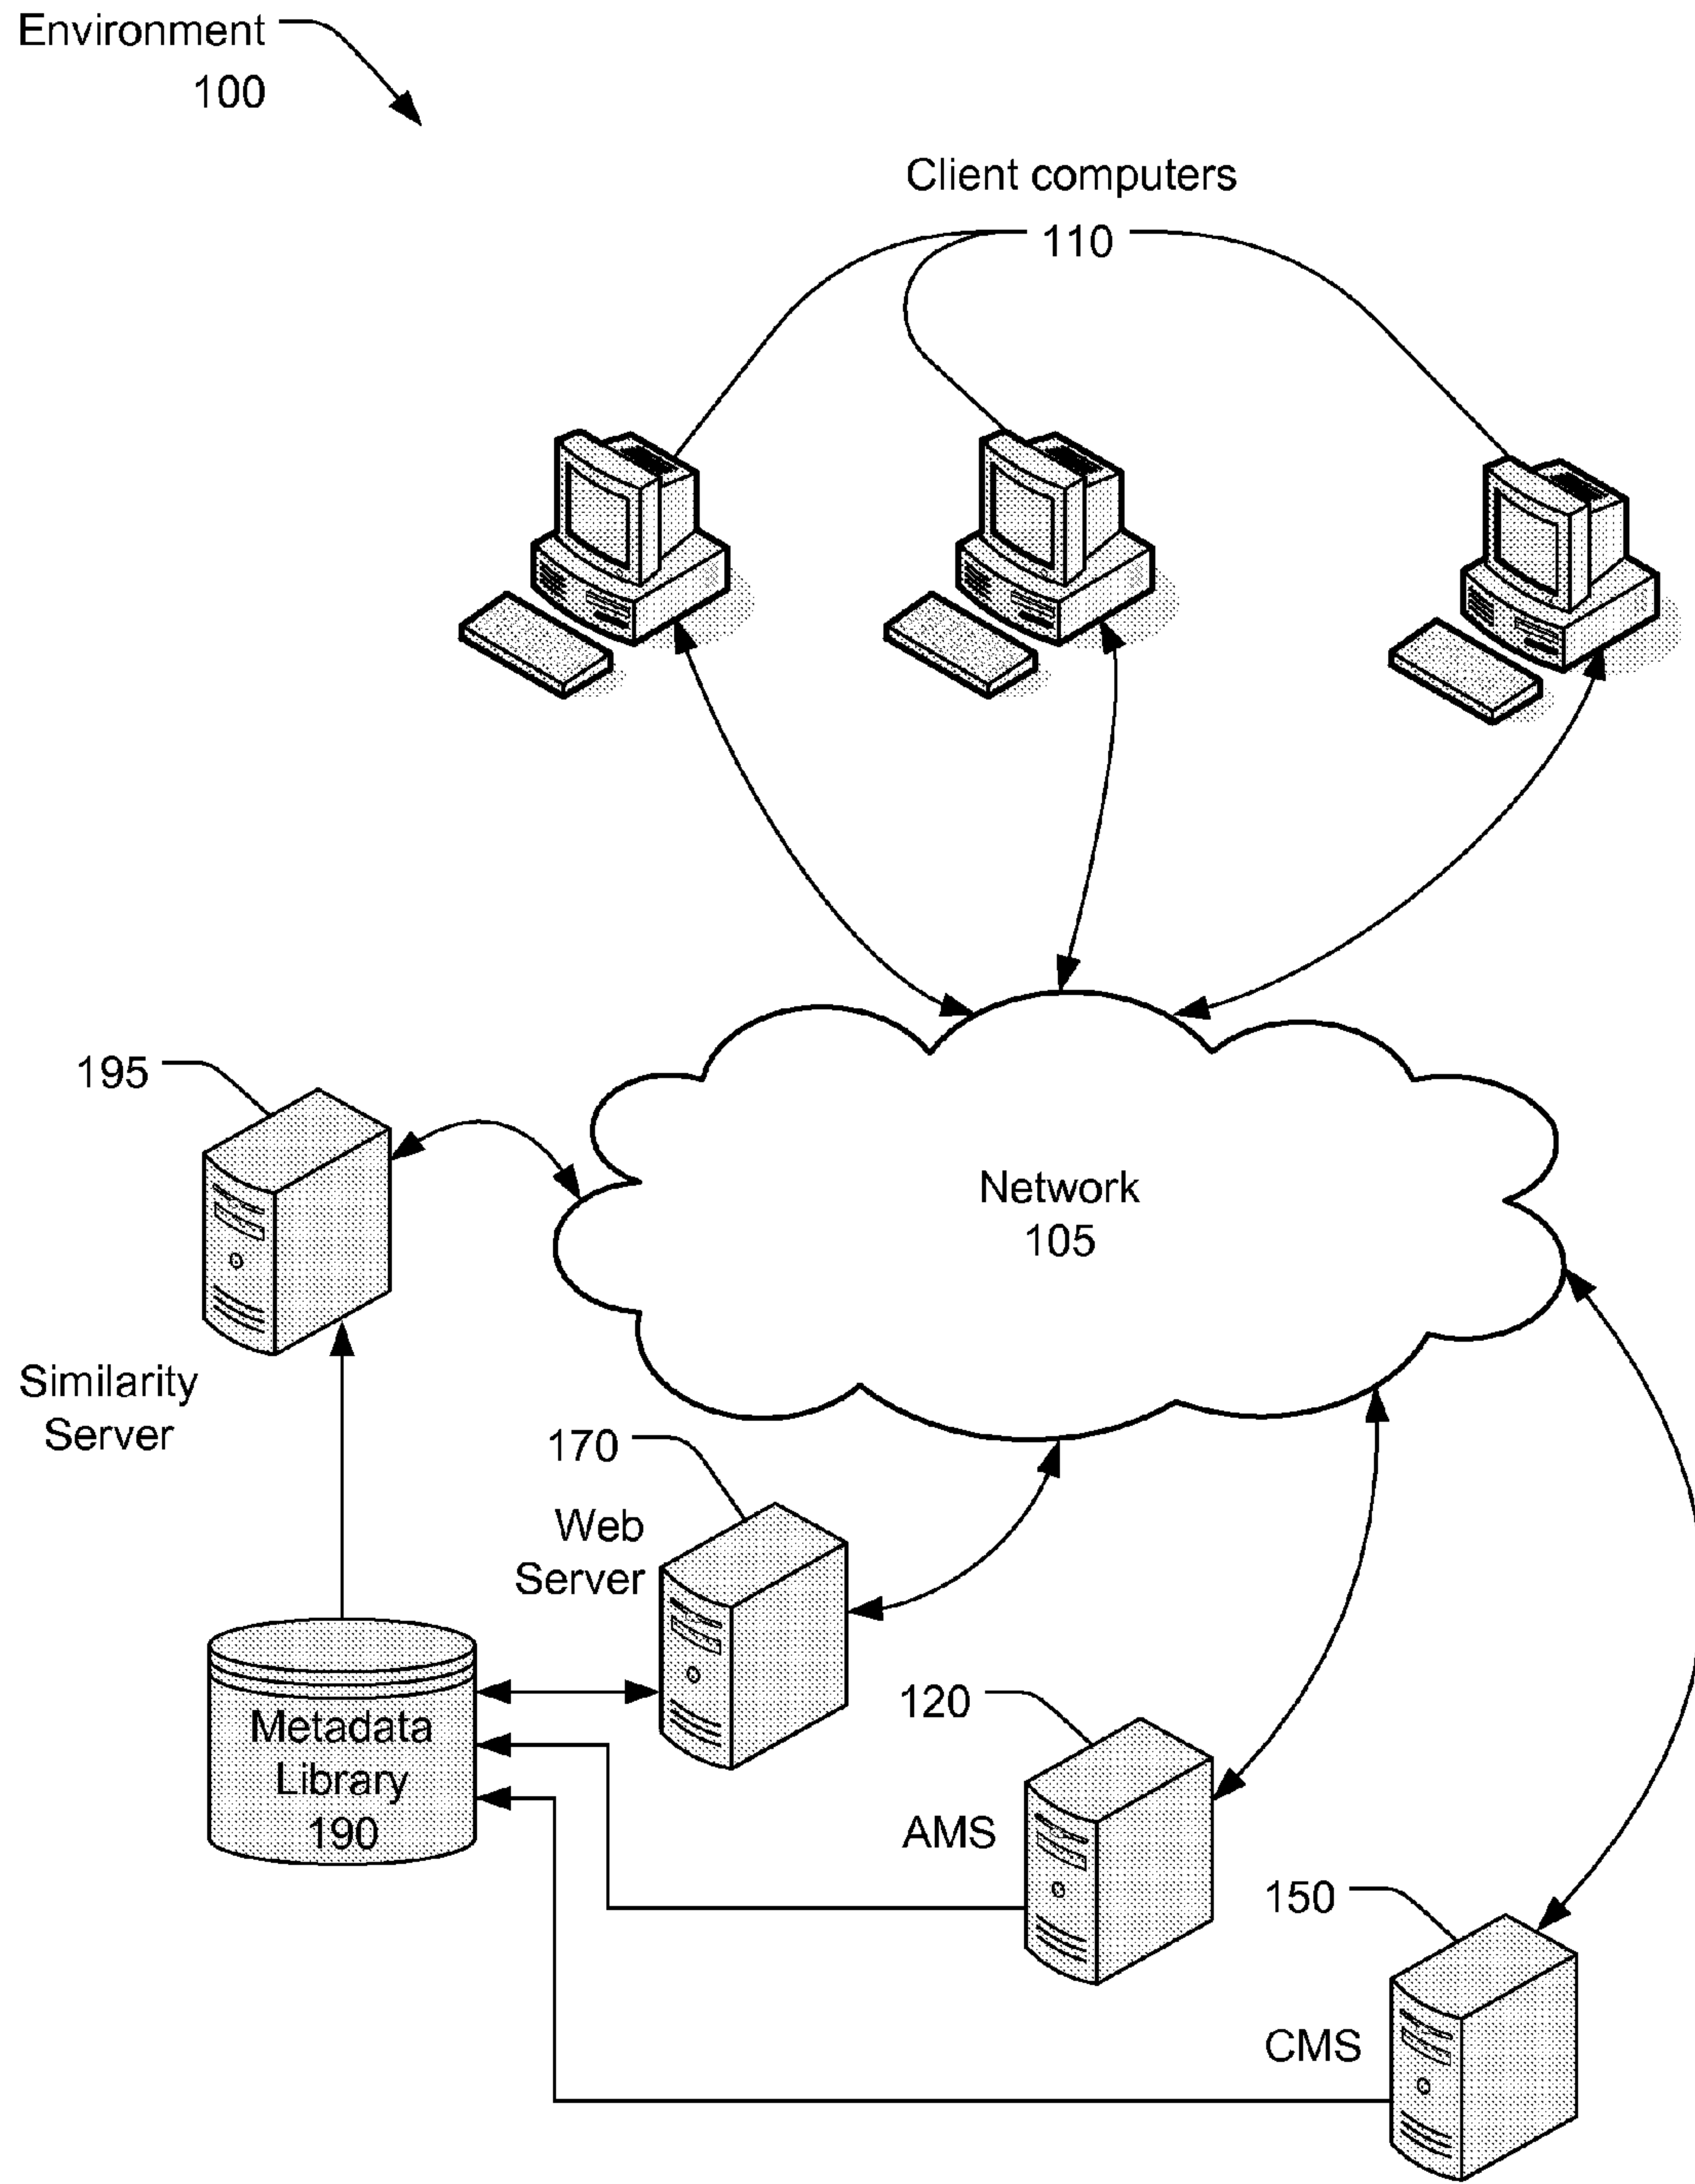 Environment
100
Client computers
110
195
Network
105
Similarity
Server
170
Web
Server
Metadata
Library
190
120
AMS
150
CMS